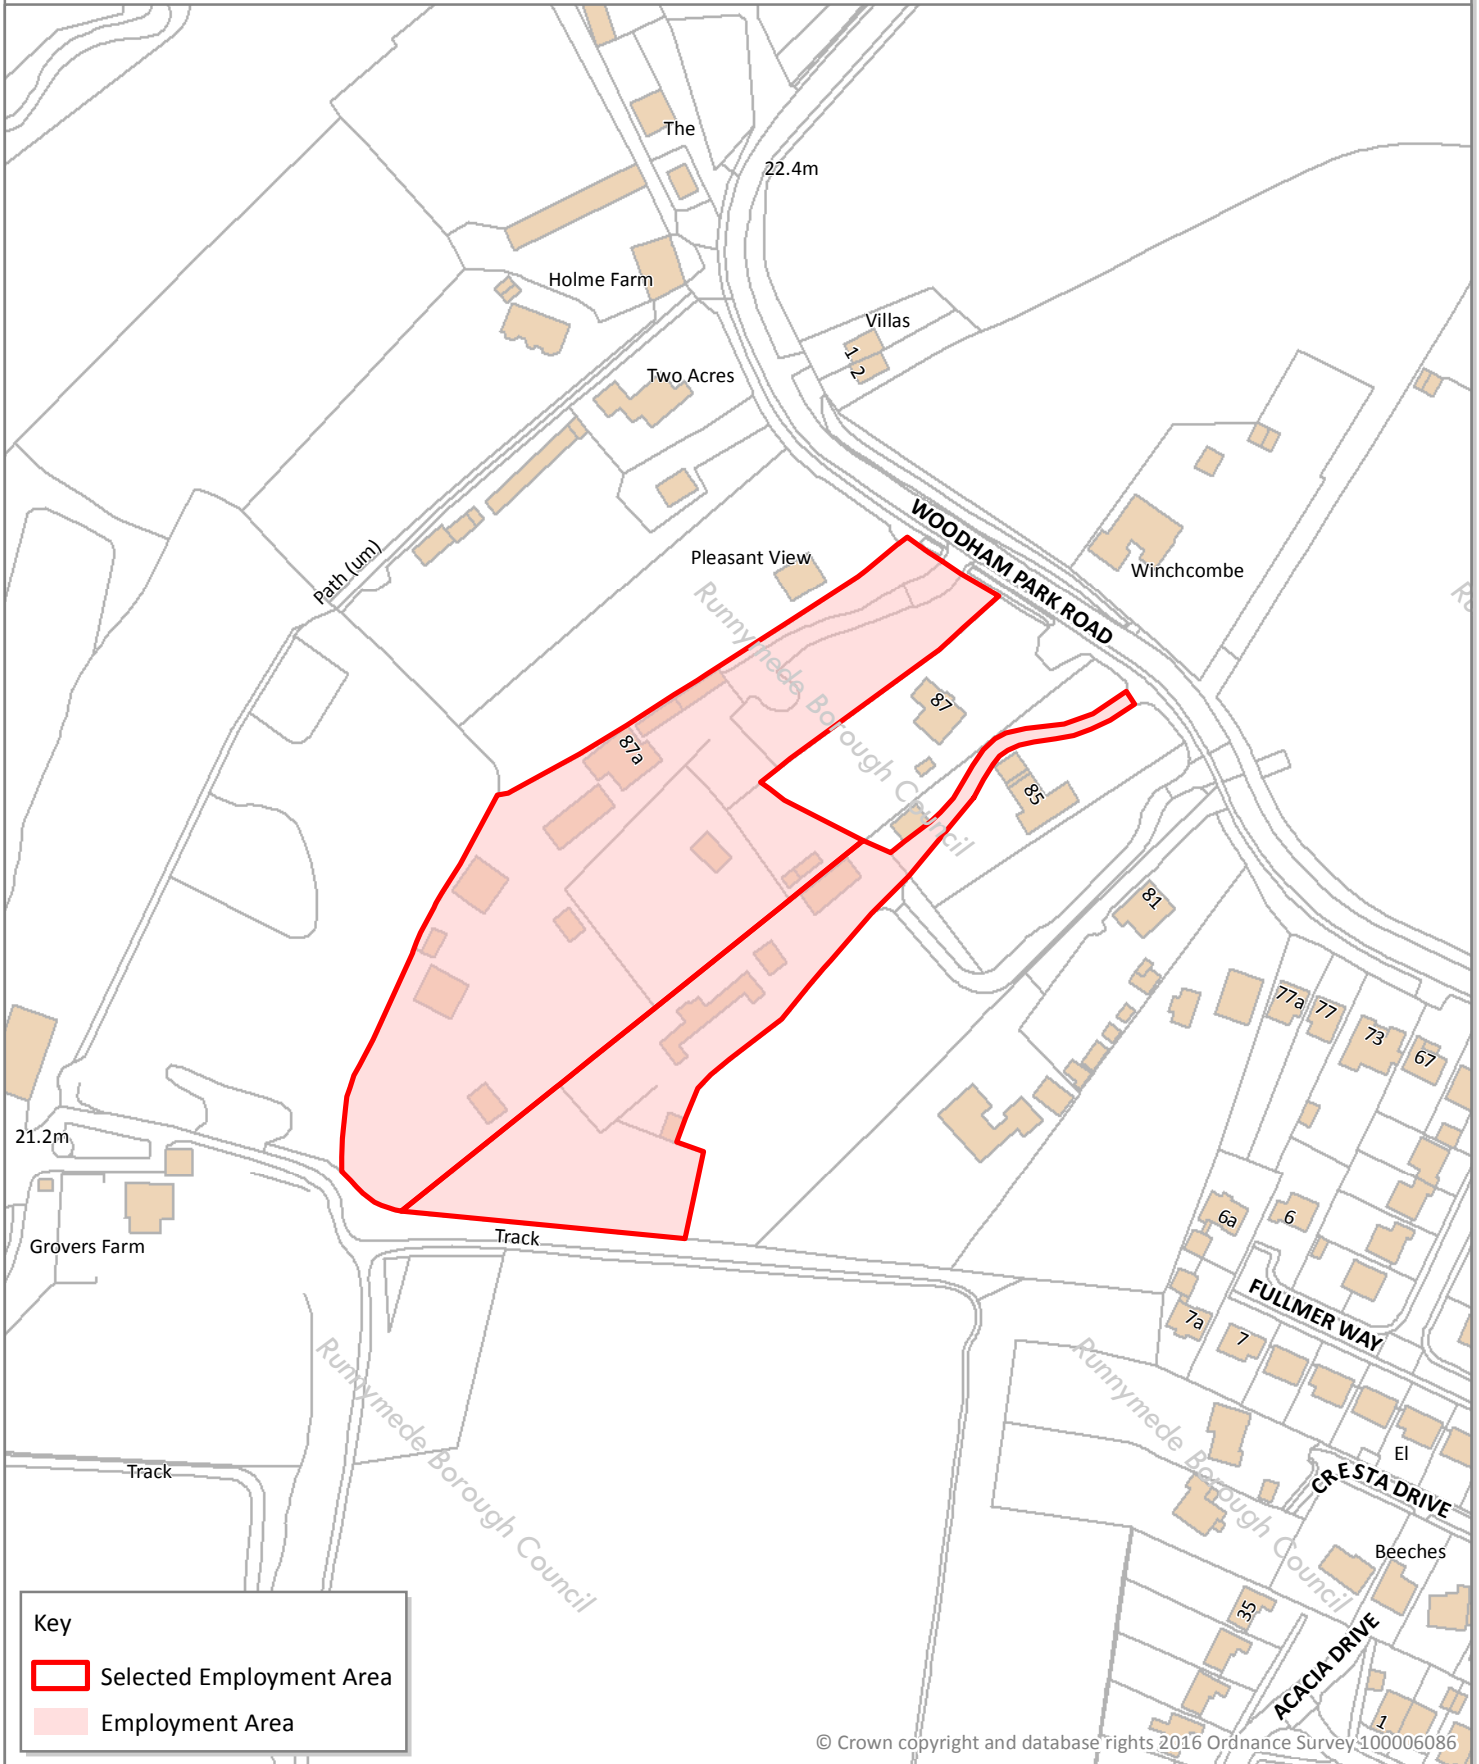 The
22.4m
Holme Farm
Villas
1
2
Two Acres
WOODHAM PARK ROAD
Path (um)
Pleasant View
Winchcombe
Runnymede Borough Council
87
87a
85
81
77a
77
73
67
21.2m
Grovers Farm
Track
6a
6
FULLMER WAY
7a
7
Runnymede Borough Council
Runnymede Borough Council
Track
El
CRESTA DRIVE
Beeches
35
ACACIA DRIVE
1
Key
Selected Employment Area
Employment Area
© Crown copyright and database rights 2016 Ordnance Survey 100006086